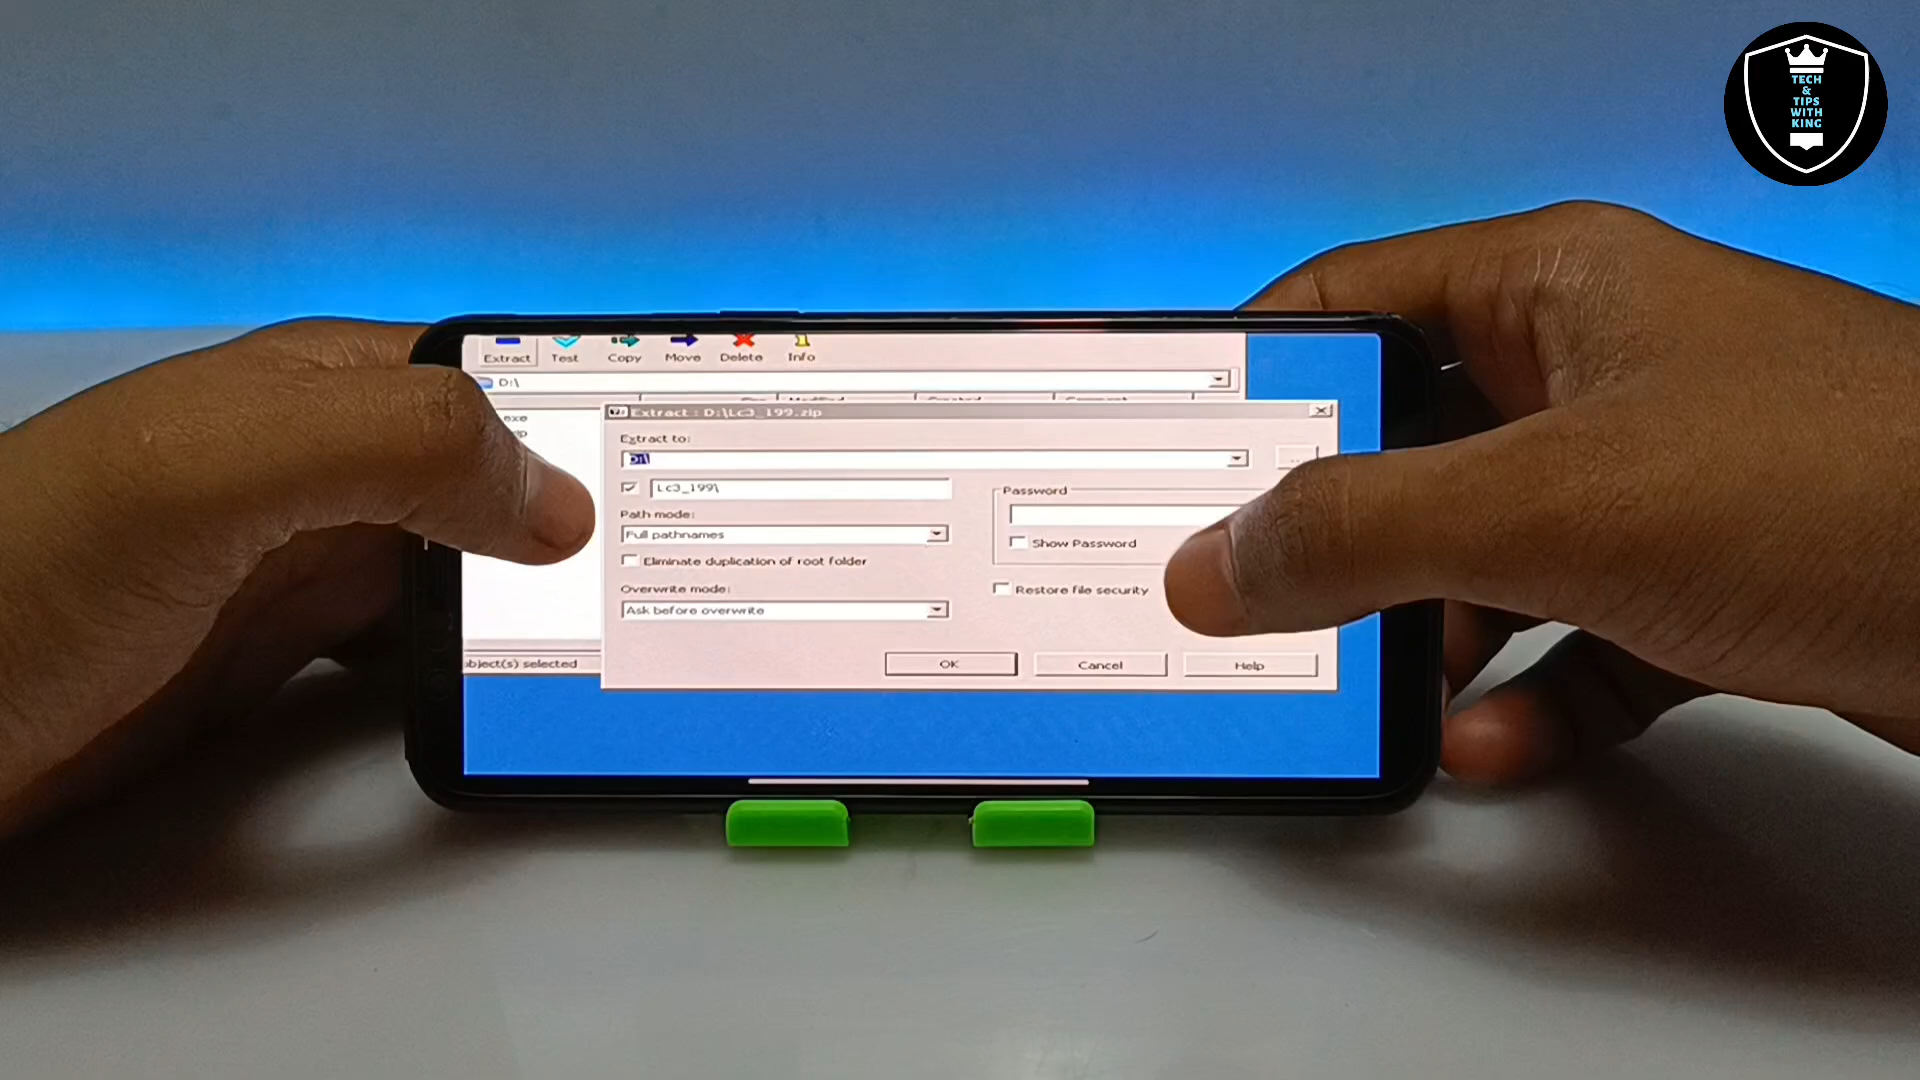 TECH
&
TIPS
WITH
KING
Extract Test Copy Move Delete Info
D:\
Extract : D:\Lc3_199.zip
.exe
Extract to:
D:\
...
Lc3_199\
Password
Path mode:
Full pathnames
Show Password
Eliminate duplication of root folder
Overwrite mode:
Restore file security
Ask before overwrite
object(s) selected
OK Cancel Help